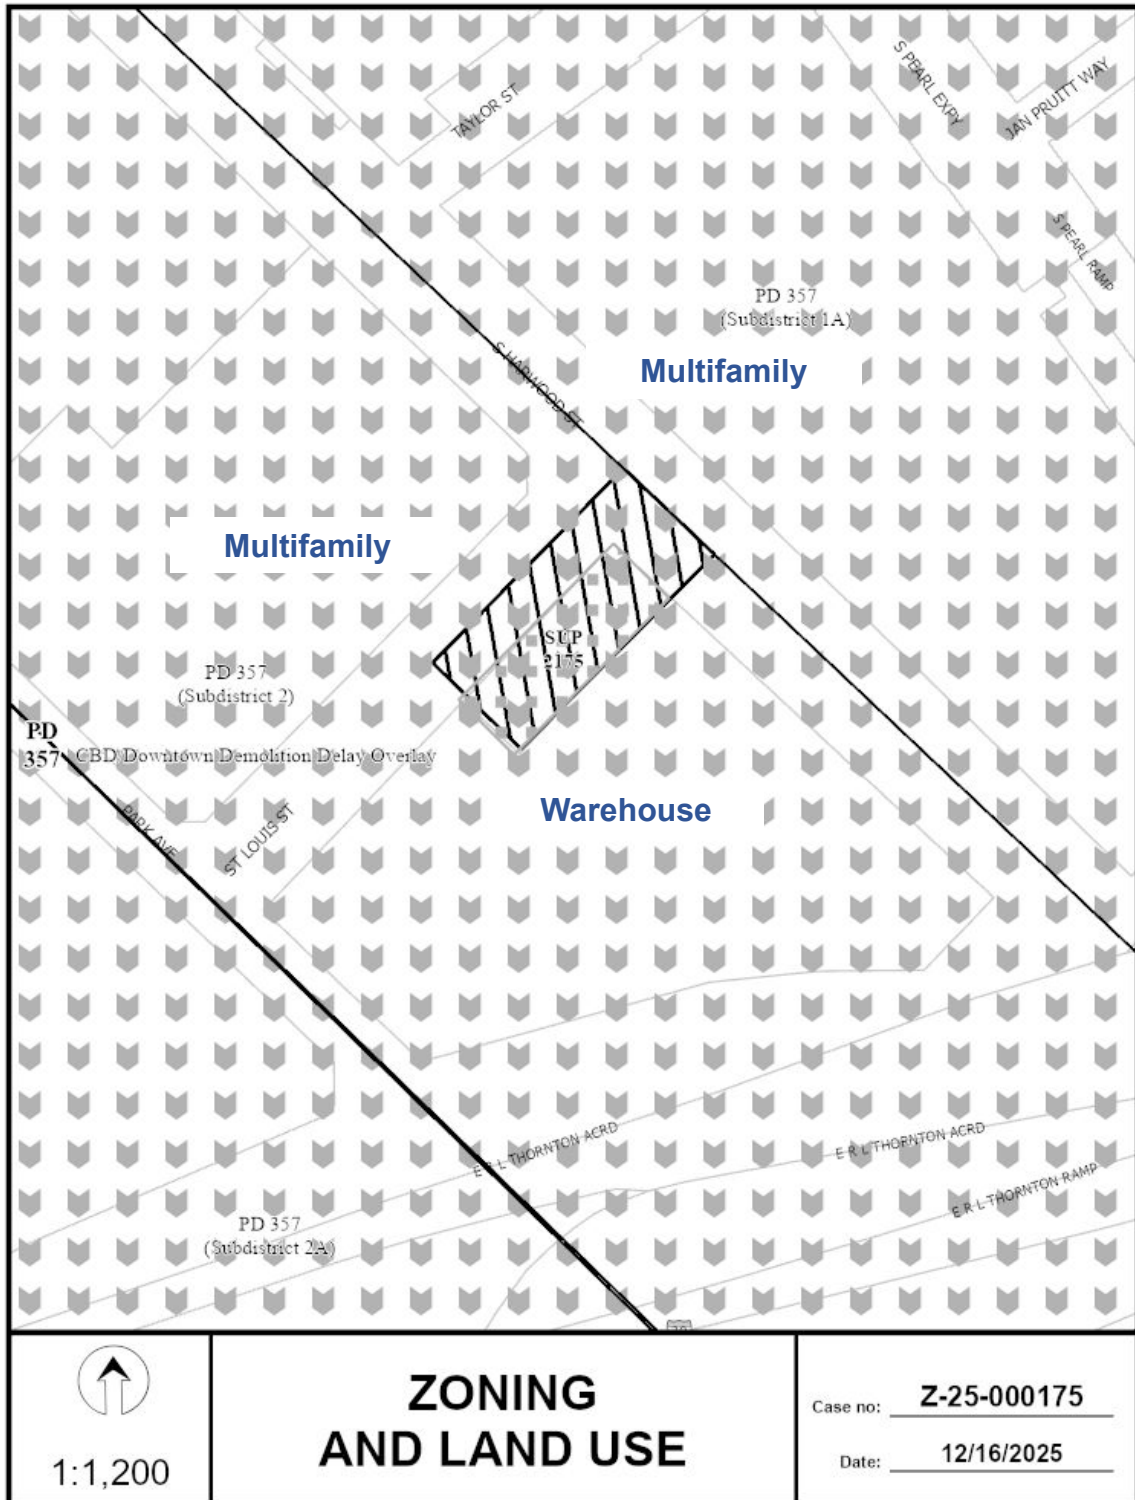 TAYLOR ST
S PEARL EXPY
JAN PRUITT WAY
S PEARL RAMP
PD 357
(Subdistrict 1A)
S HARWOOD ST
Multifamily
Multifamily
SUP
2175
PD 357
(Subdistrict 2)
PD
357
CBD Downtown Demolition Delay Overlay
Warehouse
PARK AVE
ST LOUIS ST
E R L THORNTON ACRD
E R L THORNTON ACRD
E R L THORNTON RAMP
PD 357
(Subdistrict 2A)
1:1,200
ZONING
AND LAND USE
Case no: Z-25-000175
Date: 12/16/2025